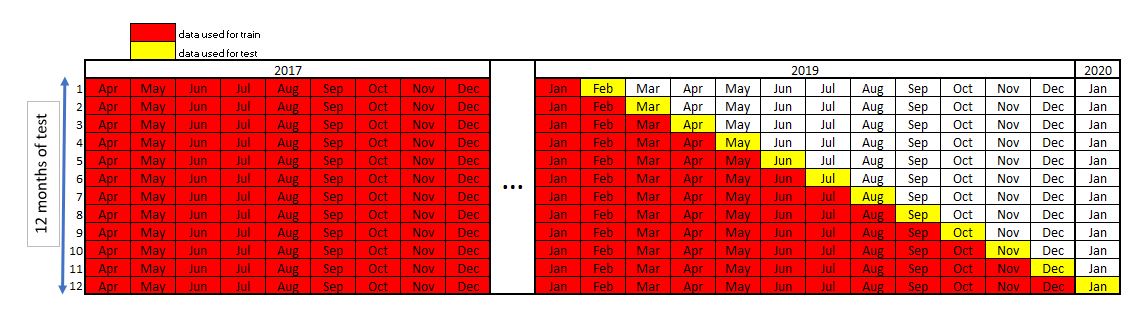 data used for train
data used for test
2017 2019 2020
12 months of test
1 Apr May Jun Jul Aug Sep Oct Nov Dec Jan Feb Mar Apr May Jun Jul Aug Sep Oct Nov Dec Jan
2 Apr May Jun Jul Aug Sep Oct Nov Dec Jan Feb Mar Apr May Jun Jul Aug Sep Oct Nov Dec Jan
3 Apr May Jun Jul Aug Sep Oct Nov Dec Jan Feb Mar Apr May Jun Jul Aug Sep Oct Nov Dec Jan
4 Apr May Jun Jul Aug Sep Oct Nov Dec Jan Feb Mar Apr May Jun Jul Aug Sep Oct Nov Dec Jan
5 Apr May Jun Jul Aug Sep Oct Nov Dec Jan Feb Mar Apr May Jun Jul Aug Sep Oct Nov Dec Jan
6 Apr May Jun Jul Aug Sep Oct Nov Dec ... Jan Feb Mar Apr May Jun Jul Aug Sep Oct Nov Dec Jan
7 Apr May Jun Jul Aug Sep Oct Nov Dec Jan Feb Mar Apr May Jun Jul Aug Sep Oct Nov Dec Jan
8 Apr May Jun Jul Aug Sep Oct Nov Dec Jan Feb Mar Apr May Jun Jul Aug Sep Oct Nov Dec Jan
9 Apr May Jun Jul Aug Sep Oct Nov Dec Jan Feb Mar Apr May Jun Jul Aug Sep Oct Nov Dec Jan
10 Apr May Jun Jul Aug Sep Oct Nov Dec Jan Feb Mar Apr May Jun Jul Aug Sep Oct Nov Dec Jan
11 Apr May Jun Jul Aug Sep Oct Nov Dec Jan Feb Mar Apr May Jun Jul Aug Sep Oct Nov Dec Jan
12 Apr May Jun Jul Aug Sep Oct Nov Dec Jan Feb Mar Apr May Jun Jul Aug Sep Oct Nov Dec Jan